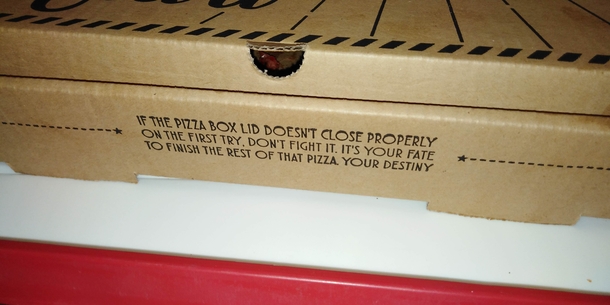 IF THE PIZZA BOX LID DOESN'T CLOSE PROPERLY
ON THE FIRST TRY, DON'T FIGHT IT. IT'S YOUR FATE
TO FINISH THE REST OF THAT PIZZA. YOUR DESTINY